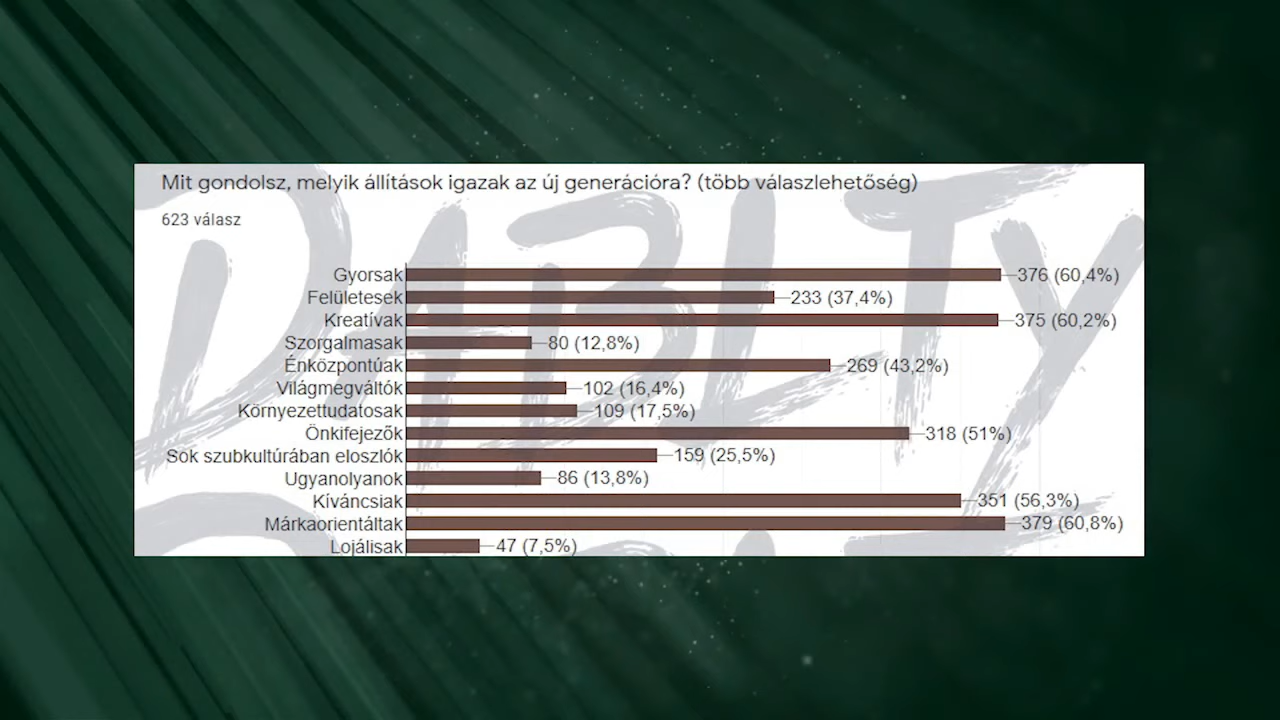 Mit gondolsz, melyik állítások igazak az új generációra? (több válaszlehetőség)
623 válasz
Gyorsak 376 (60,4%)
Felületesek 233 (37,4%)
Kreatívak 375 (60,2%)
Szorgalmasak 80 (12,8%)
Énközpontúak 269 (43,2%)
Világmegváltók 102 (16,4%)
Környezettudatosak 109 (17,5%)
Önkifejezők 318 (51%)
Sok szubkultúrában eloszlók 159 (25,5%)
Ugyanolyanok 86 (13,8%)
Kíváncsiak 351 (56,3%)
Márkaorientáltak 379 (60,8%)
Lojálisak 47 (7,5%)
DABLTY